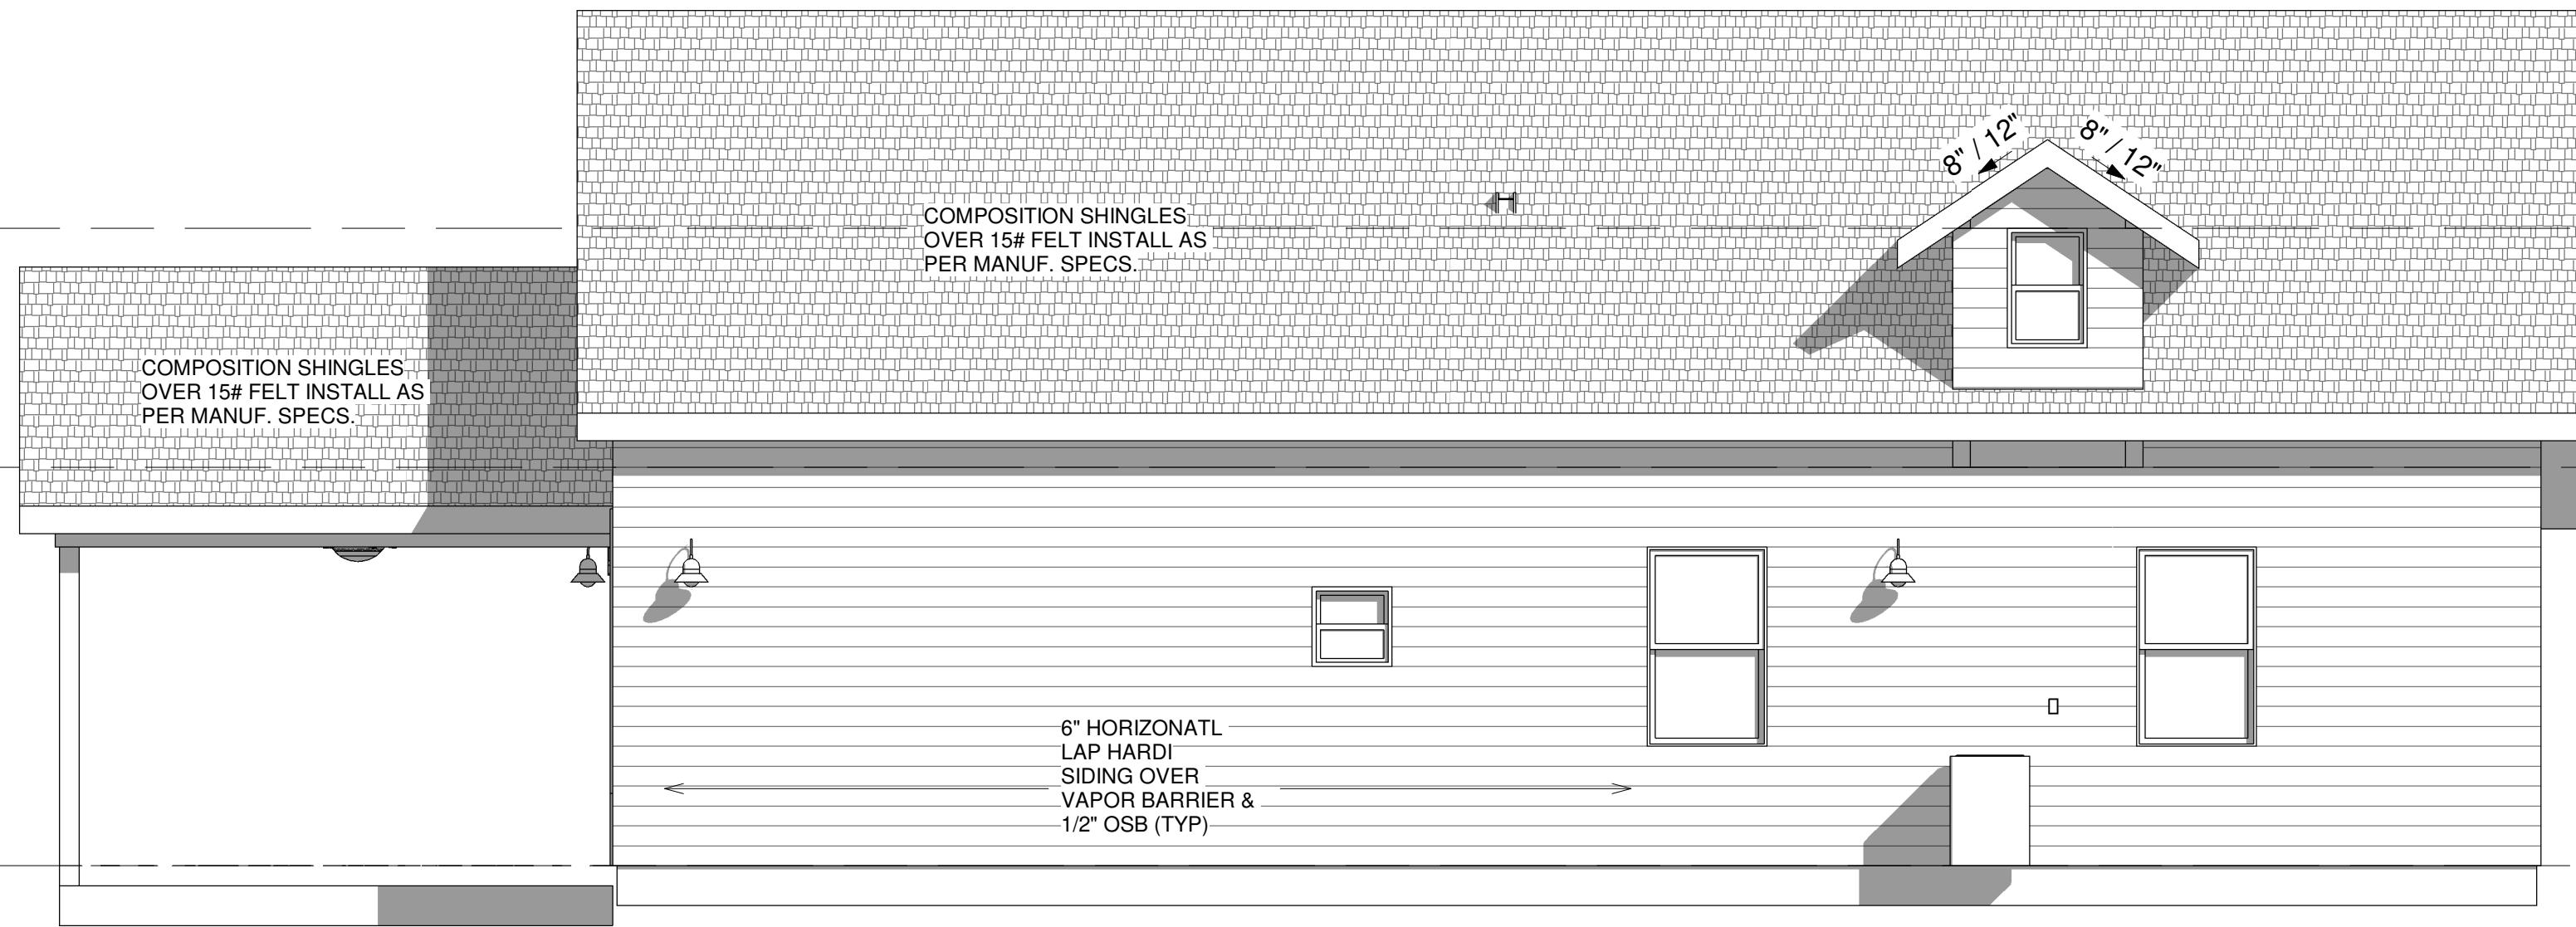 8" / 12"
8" / 12"
COMPOSITION SHINGLES
OVER 15# FELT INSTALL AS
PER MANUF. SPECS.
COMPOSITION SHINGLES
OVER 15# FELT INSTALL AS
PER MANUF. SPECS.
6" HORIZONATL
LAP HARDI
SIDING OVER
VAPOR BARRIER &
1/2" OSB (TYP)